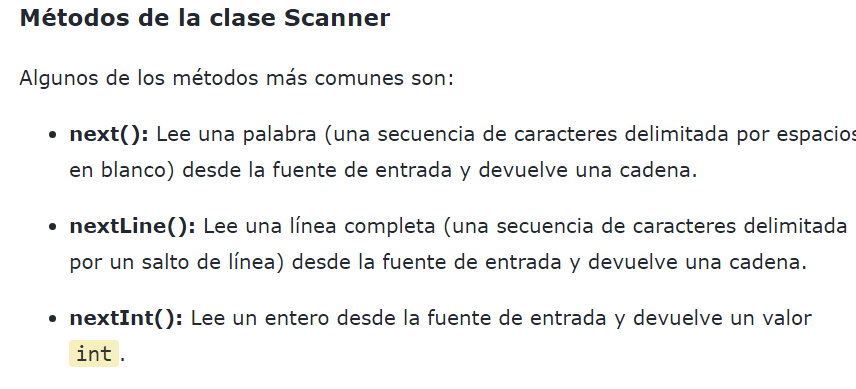 Métodos de la clase Scanner
Algunos de los métodos más comunes son:
• next(): Lee una palabra (una secuencia de caracteres delimitada por espacios
en blanco) desde la fuente de entrada y devuelve una cadena.
• nextLine(): Lee una línea completa (una secuencia de caracteres delimitada
por un salto de línea) desde la fuente de entrada y devuelve una cadena.
• nextInt(): Lee un entero desde la fuente de entrada y devuelve un valor
int.